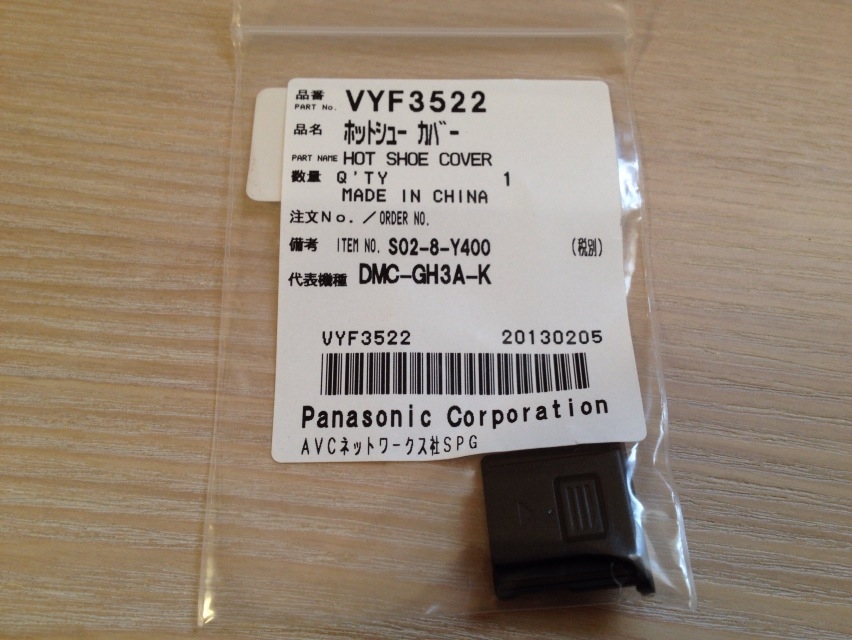 品番
PART No. VYF3522
品名 ホットシュー カバー
PART NAME HOT SHOE COVER
数量 Q'TY 1
MADE IN CHINA
注文No./ORDER NO.
備考 ITEM NO. S02-8-Y400 (税別)
代表機種 DMC-GH3A-K
VYF3522 20130205
Panasonic Corporation
AVCネットワークス社SPG